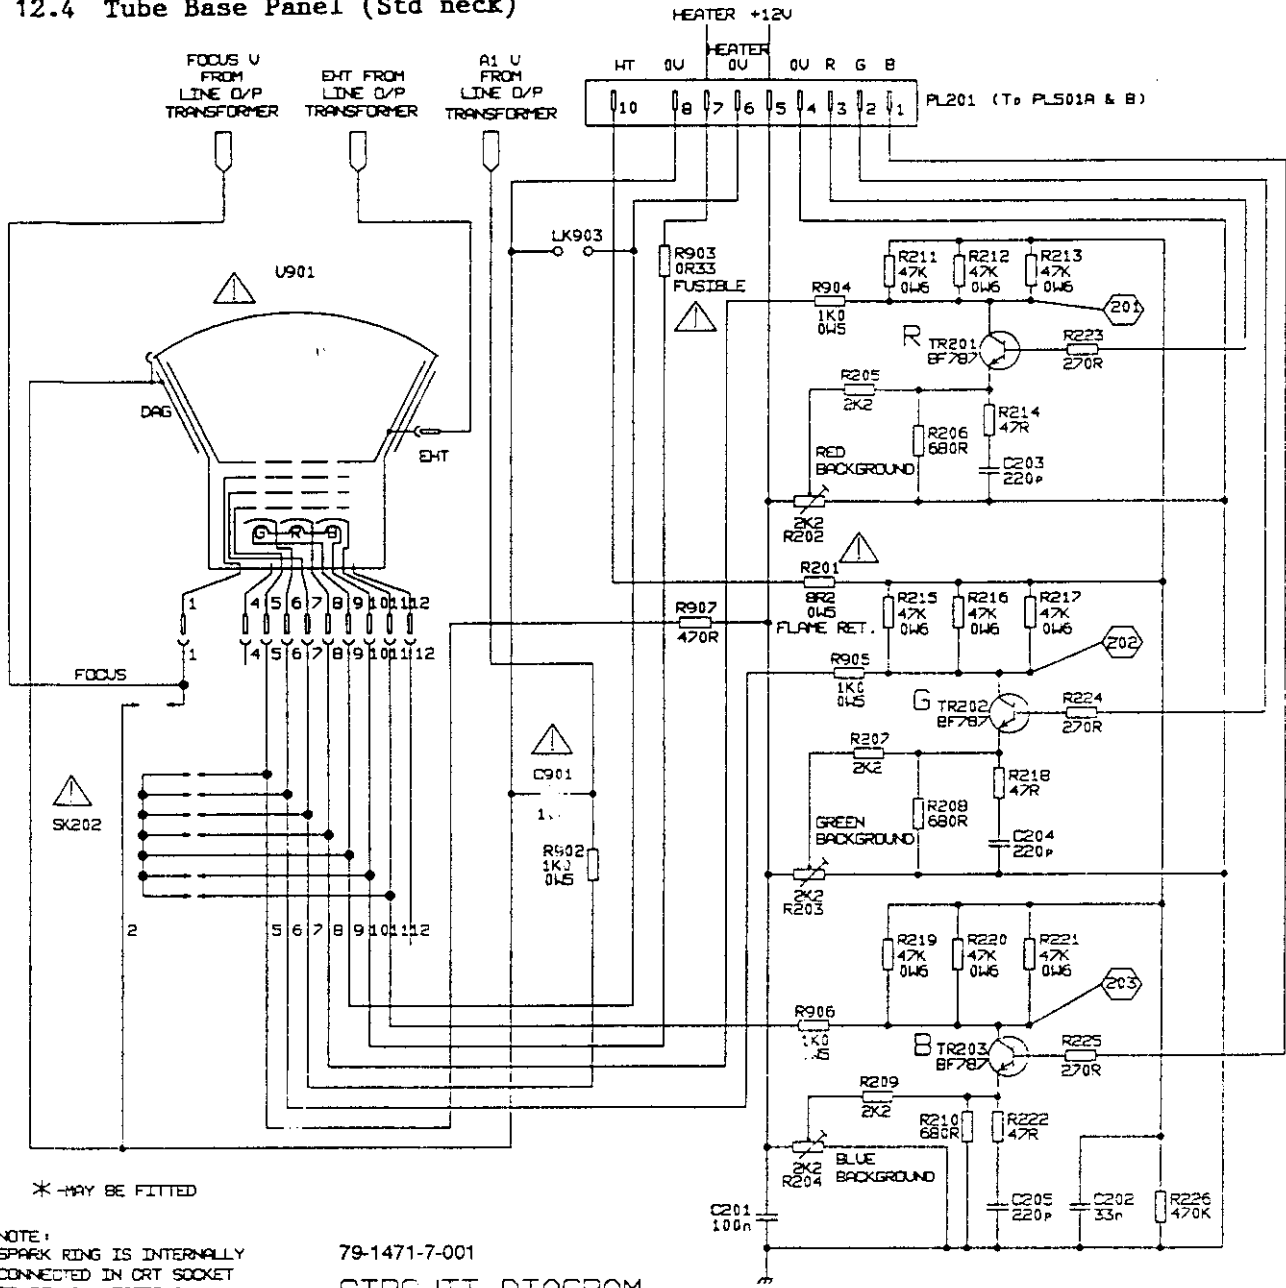 12.4 Tube Base Panel (Std neck)
HEATER +12V
HEATER
HT 0V 0V 0V R G B
10 8 7 6 5 4 3 2 1
PL201 (To PL501A & B)
FOCUS V
FROM
LINE O/P
TRANSFORMER
EHT FROM
LINE O/P
TRANSFORMER
A1 V
FROM
LINE O/P
TRANSFORMER
LK903
R903
0R33
FUSIBLE
V901
DAG
EHT
G R B
R904
1K0
0W5
R211
47K
0W6
R212
47K
0W6
R213
47K
0W6
201
R
TR201
BF787
R223
270R
R205
2K2
R206
680R
R214
47R
C203
220p
RED
BACKGROUND
2K2
R202
R201
8R2
0W5
FLAME RET.
R907
470R
R215
47K
0W6
R216
47K
0W6
R217
47K
0W6
202
R905
1K0
0W5
G
TR202
BF787
R224
270R
R207
2K2
R208
680R
R218
47R
C204
220p
GREEN
BACKGROUND
2K2
R203
1 4 5 6 7 8 9 10 11 12
1 4 5 6 7 8 9 10 11 12
FOCUS
SK202
C901
R902
1K0
0W5
2 5 6 7 8 9 10 11 12
R219
47K
0W6
R220
47K
0W6
R221
47K
0W6
203
R906
1K0
B
TR203
BF787
R225
270R
R209
2K2
R210
680R
R222
47R
BLUE
BACKGROUND
2K2
R204
C201
100n
C205
220p
C202
33n
R226
470K
* -MAY BE FITTED
NOTE:
SPARK RING IS INTERNALLY
CONNECTED IN CRT SOCKET
79-1471-7-001
CIRCUIT DIAGRAM